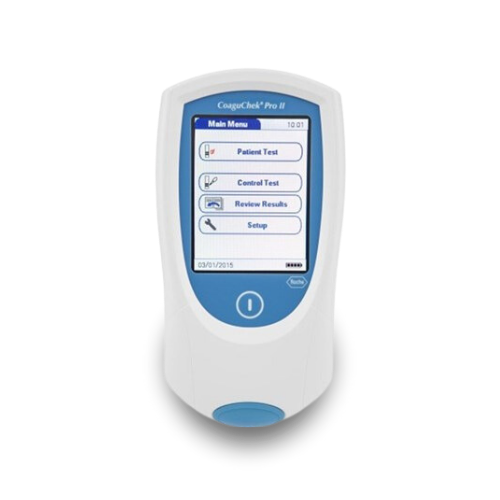 CoaguChek® Pro II
Main Menu 10:01
Patient Test
Control Test
Review Results
Setup
03/01/2015
Roche